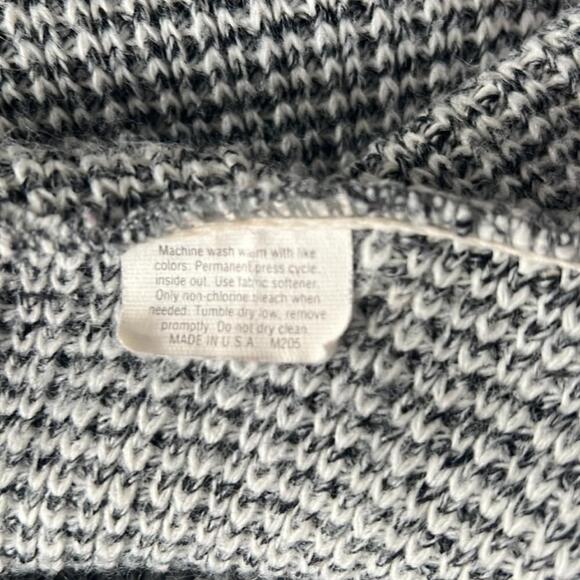 Machine wash warm with like
colors. Permanent press cycle,
inside out. Use fabric softener.
Only non-chlorine bleach when
needed. Tumble dry low, remove
promptly. Do not dry clean.
MADE IN U.S.A. M205